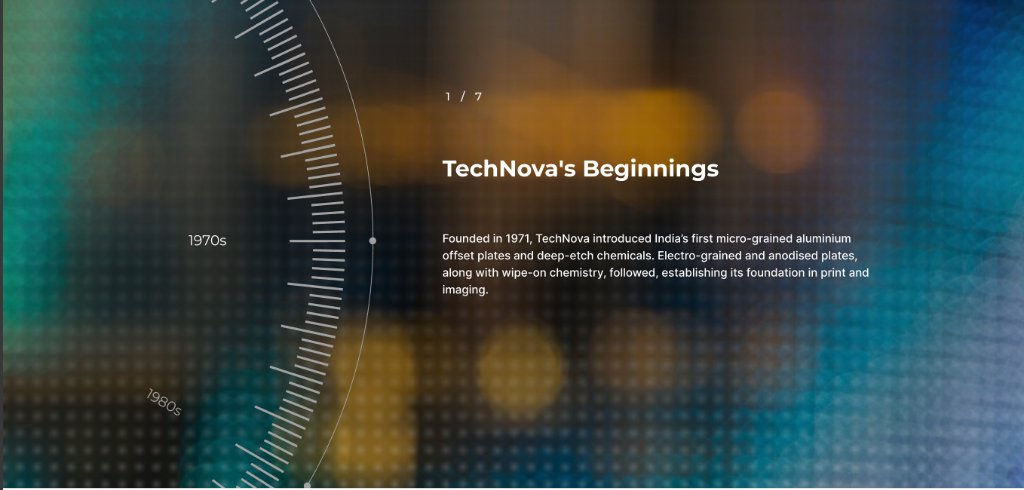 1 / 7
TechNova's Beginnings
1970s
Founded in 1971, TechNova introduced India's first micro-grained aluminium
offset plates and deep-etch chemicals. Electro-grained and anodised plates,
along with wipe-on chemistry, followed, establishing its foundation in print and
imaging.
1980s